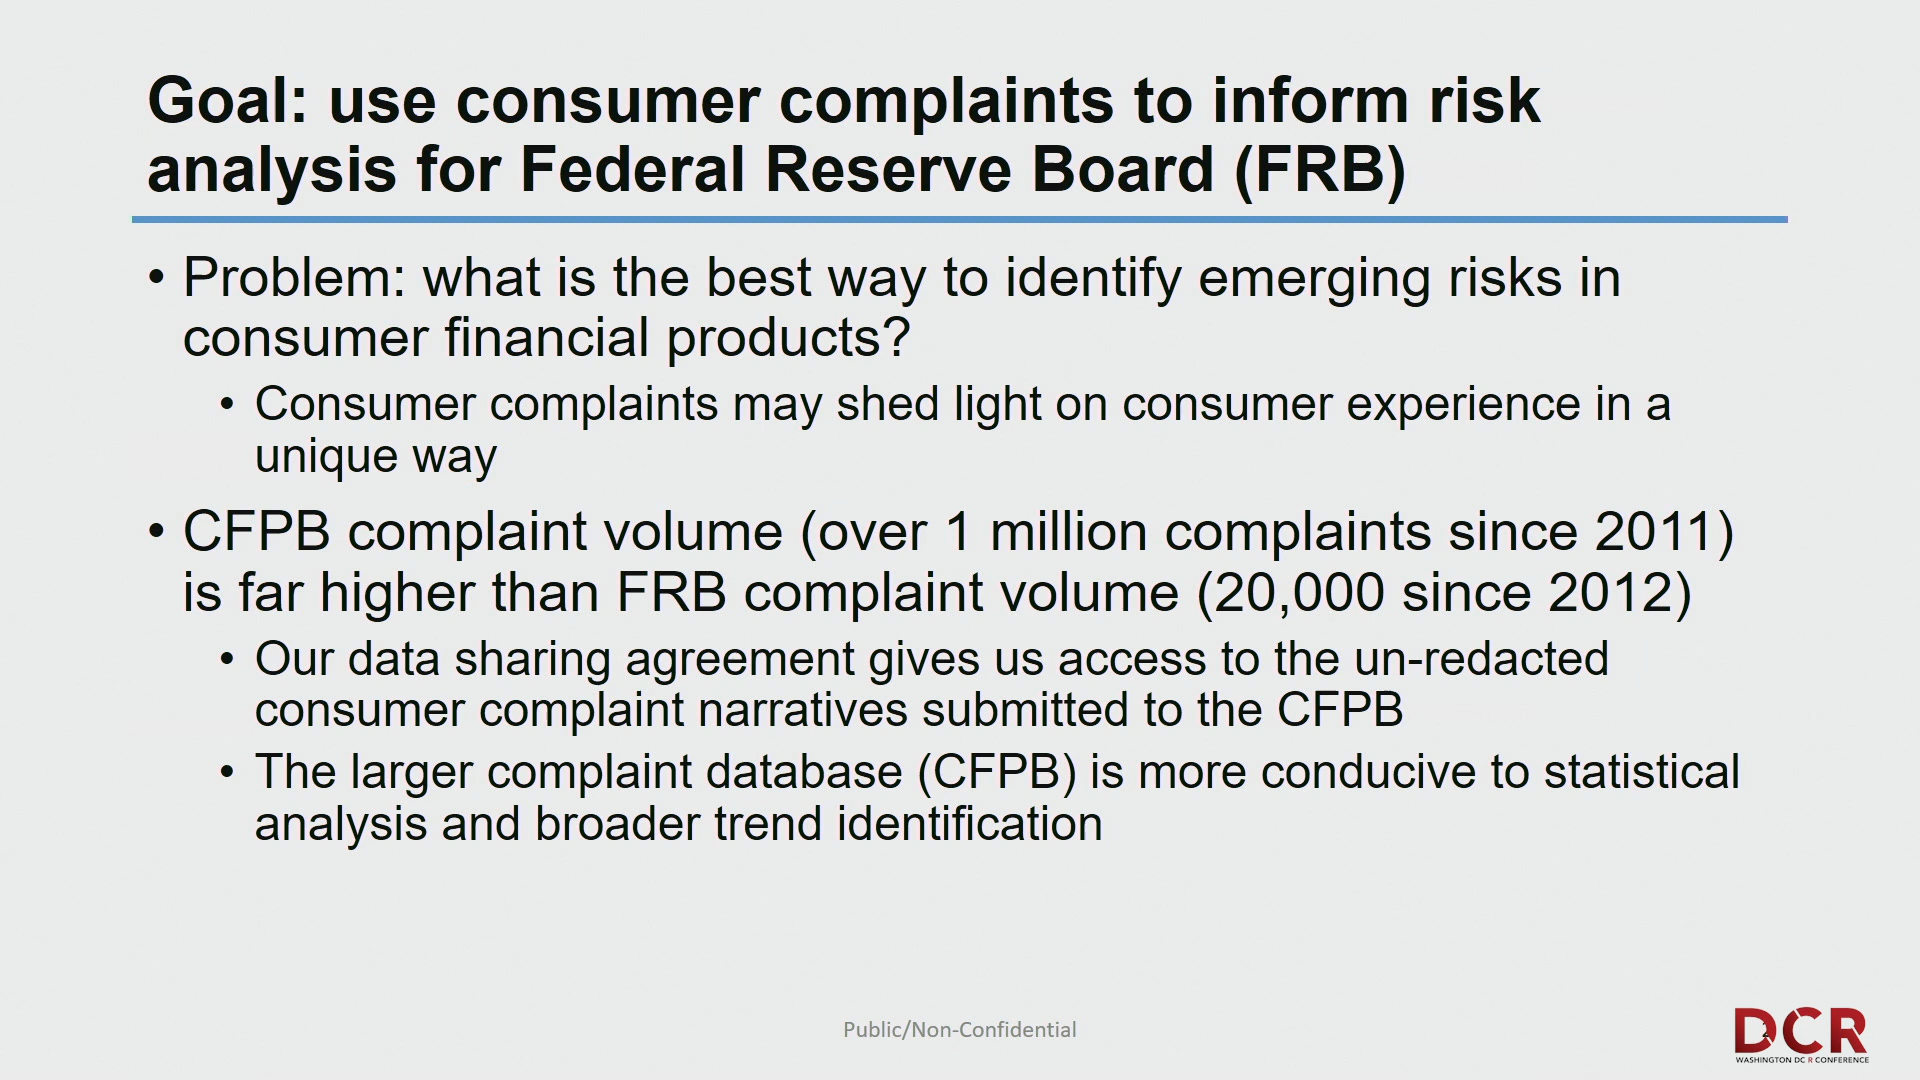 Goal: use consumer complaints to inform risk
analysis for Federal Reserve Board (FRB)
• Problem: what is the best way to identify emerging risks in
consumer financial products?
• Consumer complaints may shed light on consumer experience in a
unique way
• CFPB complaint volume (over 1 million complaints since 2011)
is far higher than FRB complaint volume (20,000 since 2012)
• Our data sharing agreement gives us access to the un-redacted
consumer complaint narratives submitted to the CFPB
• The larger complaint database (CFPB) is more conducive to statistical
analysis and broader trend identification
Public/Non-Confidential
DCR
WASHINGTON DC R CONFERENCE